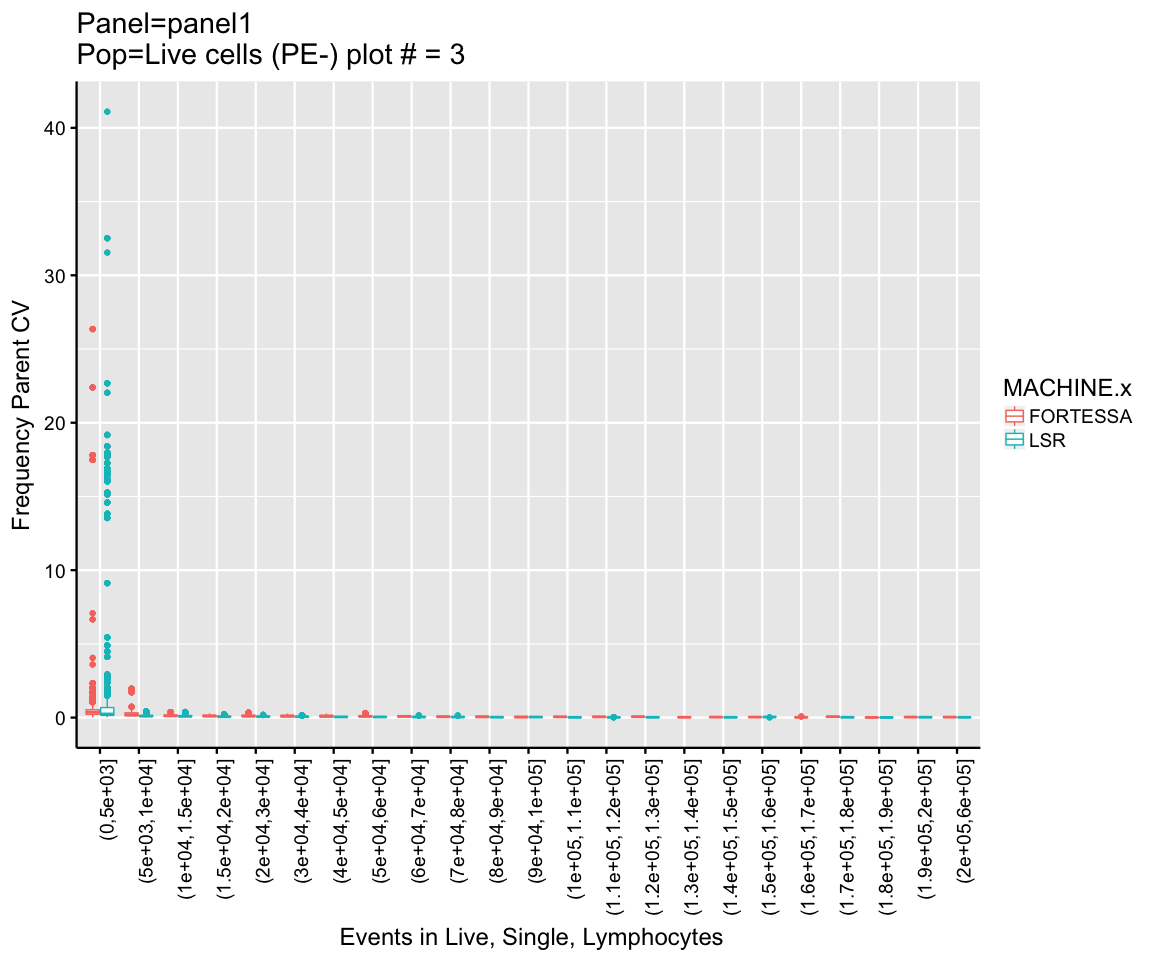 Panel=panel1
Pop=Live cells (PE-) plot # = 3
Frequency Parent CV
40
30
20
10
0
MACHINE.x
FORTESSA
LSR
(0,5e+03]
(5e+03,1e+04]
(1e+04,1.5e+04]
(1.5e+04,2e+04]
(2e+04,3e+04]
(3e+04,4e+04]
(4e+04,5e+04]
(5e+04,6e+04]
(6e+04,7e+04]
(7e+04,8e+04]
(8e+04,9e+04]
(9e+04,1e+05]
(1e+05,1.1e+05]
(1.1e+05,1.2e+05]
(1.2e+05,1.3e+05]
(1.3e+05,1.4e+05]
(1.4e+05,1.5e+05]
(1.5e+05,1.6e+05]
(1.6e+05,1.7e+05]
(1.7e+05,1.8e+05]
(1.8e+05,1.9e+05]
(1.9e+05,2e+05]
(2e+05,6e+05]
Events in Live, Single, Lymphocytes